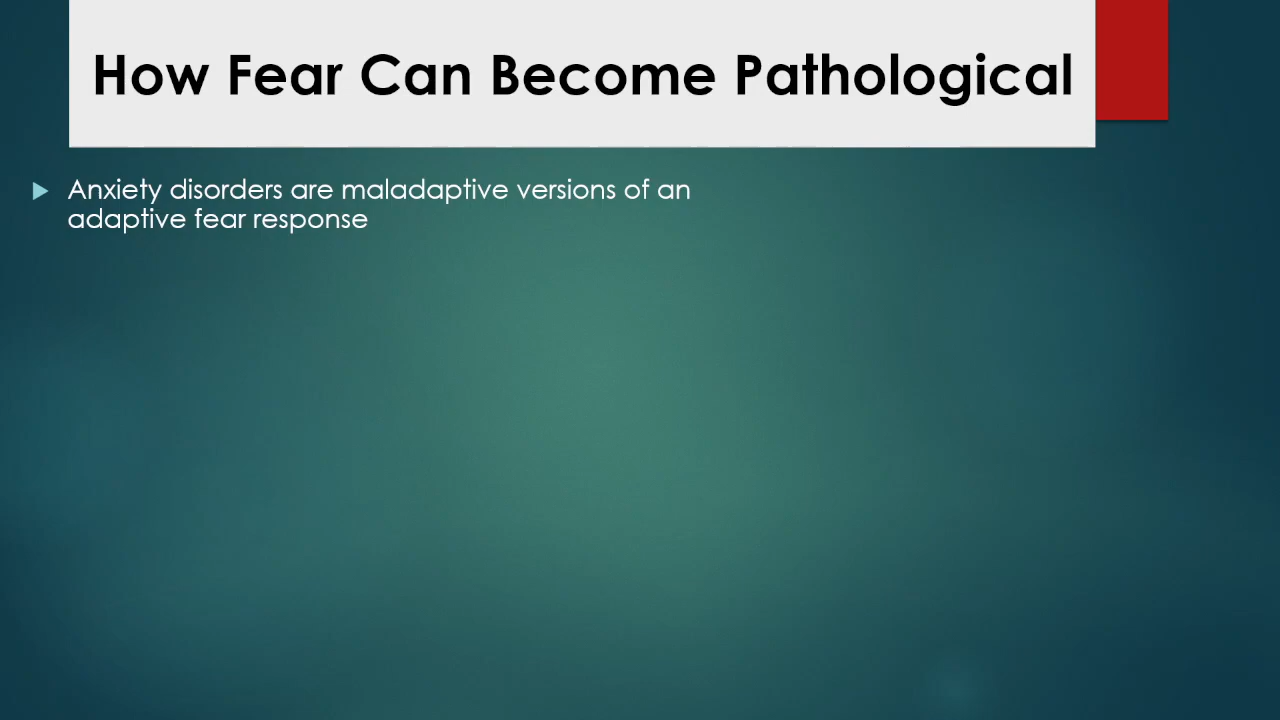 How Fear Can Become Pathological
Anxiety disorders are maladaptive versions of an
adaptive fear response